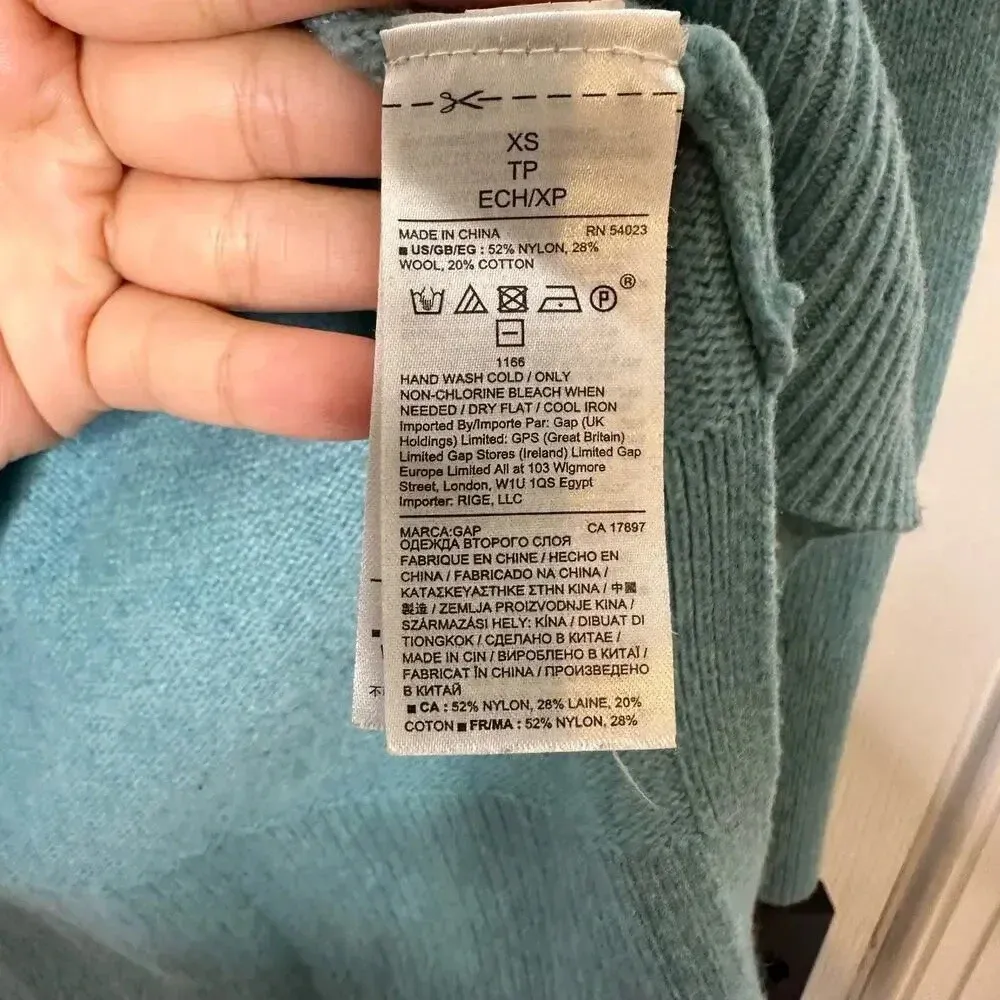 XS
TP
ECH/XP
MADE IN CHINA RN 54023
■ US/GB/EG : 52% NYLON, 28%
WOOL, 20% COTTON
P ®
1166
HAND WASH COLD / ONLY
NON-CHLORINE BLEACH WHEN
NEEDED / DRY FLAT / COOL IRON
Imported By/Importe Par: Gap (UK
Holdings) Limited: GPS (Great Britain)
Limited Gap Stores (Ireland) Limited Gap
Europe Limited All at 103 Wigmore
Street, London, W1U 1QS Egypt
Importer: RIGE, LLC
MARCA:GAP CA 17897
ОДЕЖДА ВТОРОГО СЛОЯ
FABRIQUE EN CHINE / HECHO EN
CHINA / FABRICADO NA CHINA /
ΚΑΤΑΣΚΕΥΑΣΤΗΚΕ ΣΤΗΝ ΚΙΝΑ / 中國
製造 / ZEMLJA PROIZVODNJE KINA /
SZÁRMAZÁSI HELY: KÍNA / DIBUAT DI
TIONGKOK / СДЕЛАНО В КИТАЕ /
MADE IN CIN / ВИРОБЛЕНО В КИТАЇ /
FABRICAT ÎN CHINA / ПРОИЗВЕДЕНО
В КИТАЙ
■ CA : 52% NYLON, 28% LAINE, 20%
COTON ■ FR/MA : 52% NYLON, 28%
不